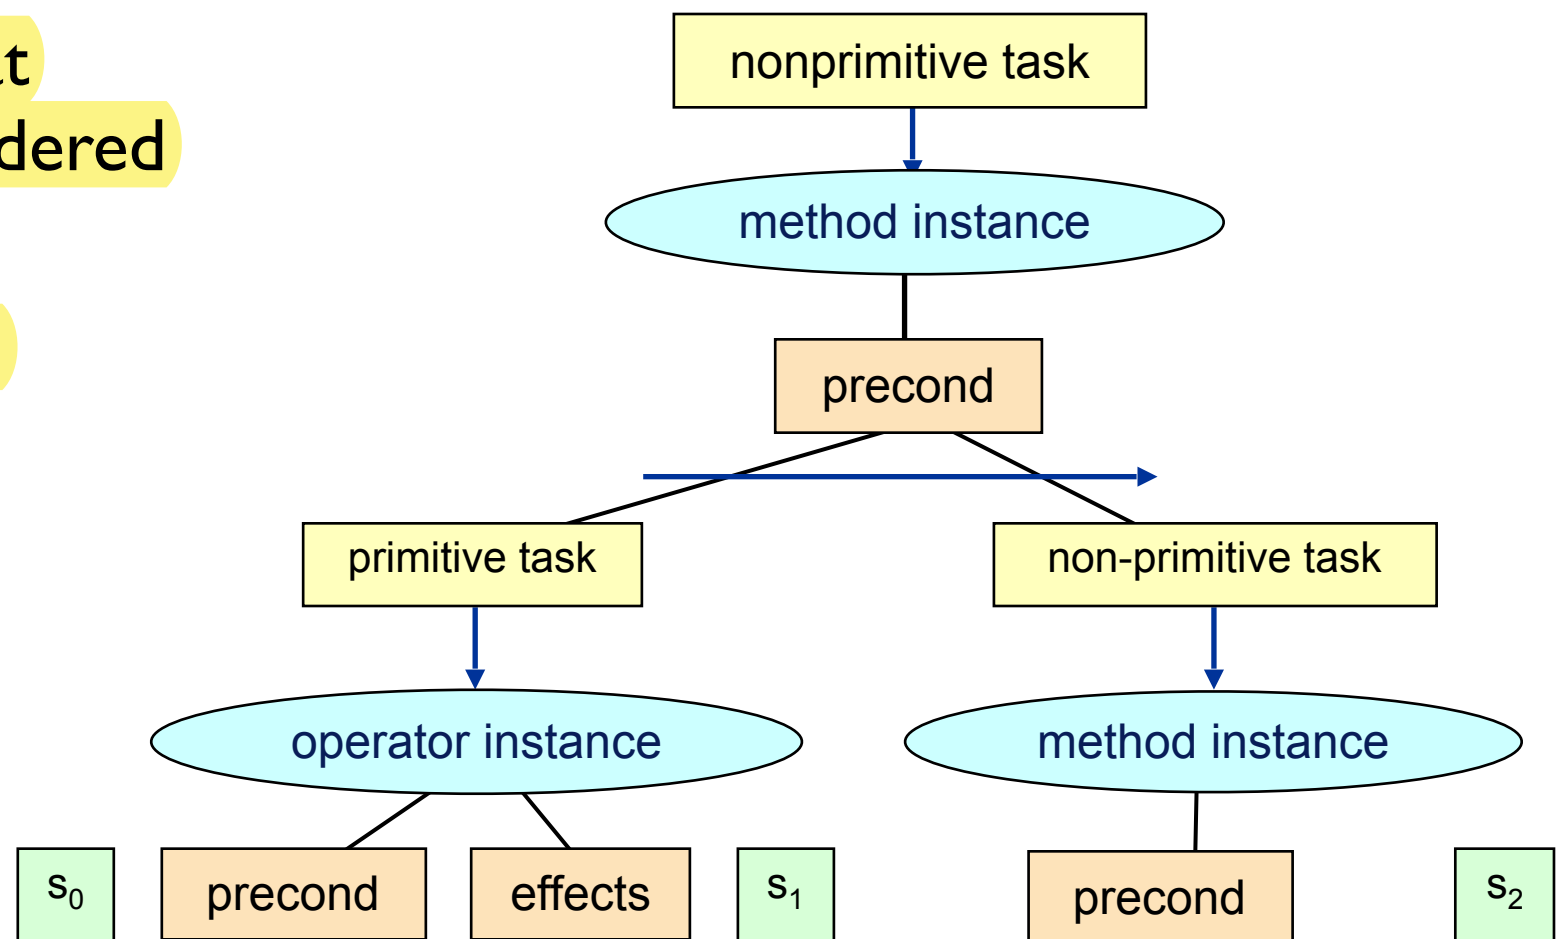 nonprimitive task
method instance
precond
primitive task
non-primitive task
operator instance
method instance
s₀
precond
effects
s₁
precond
s₂